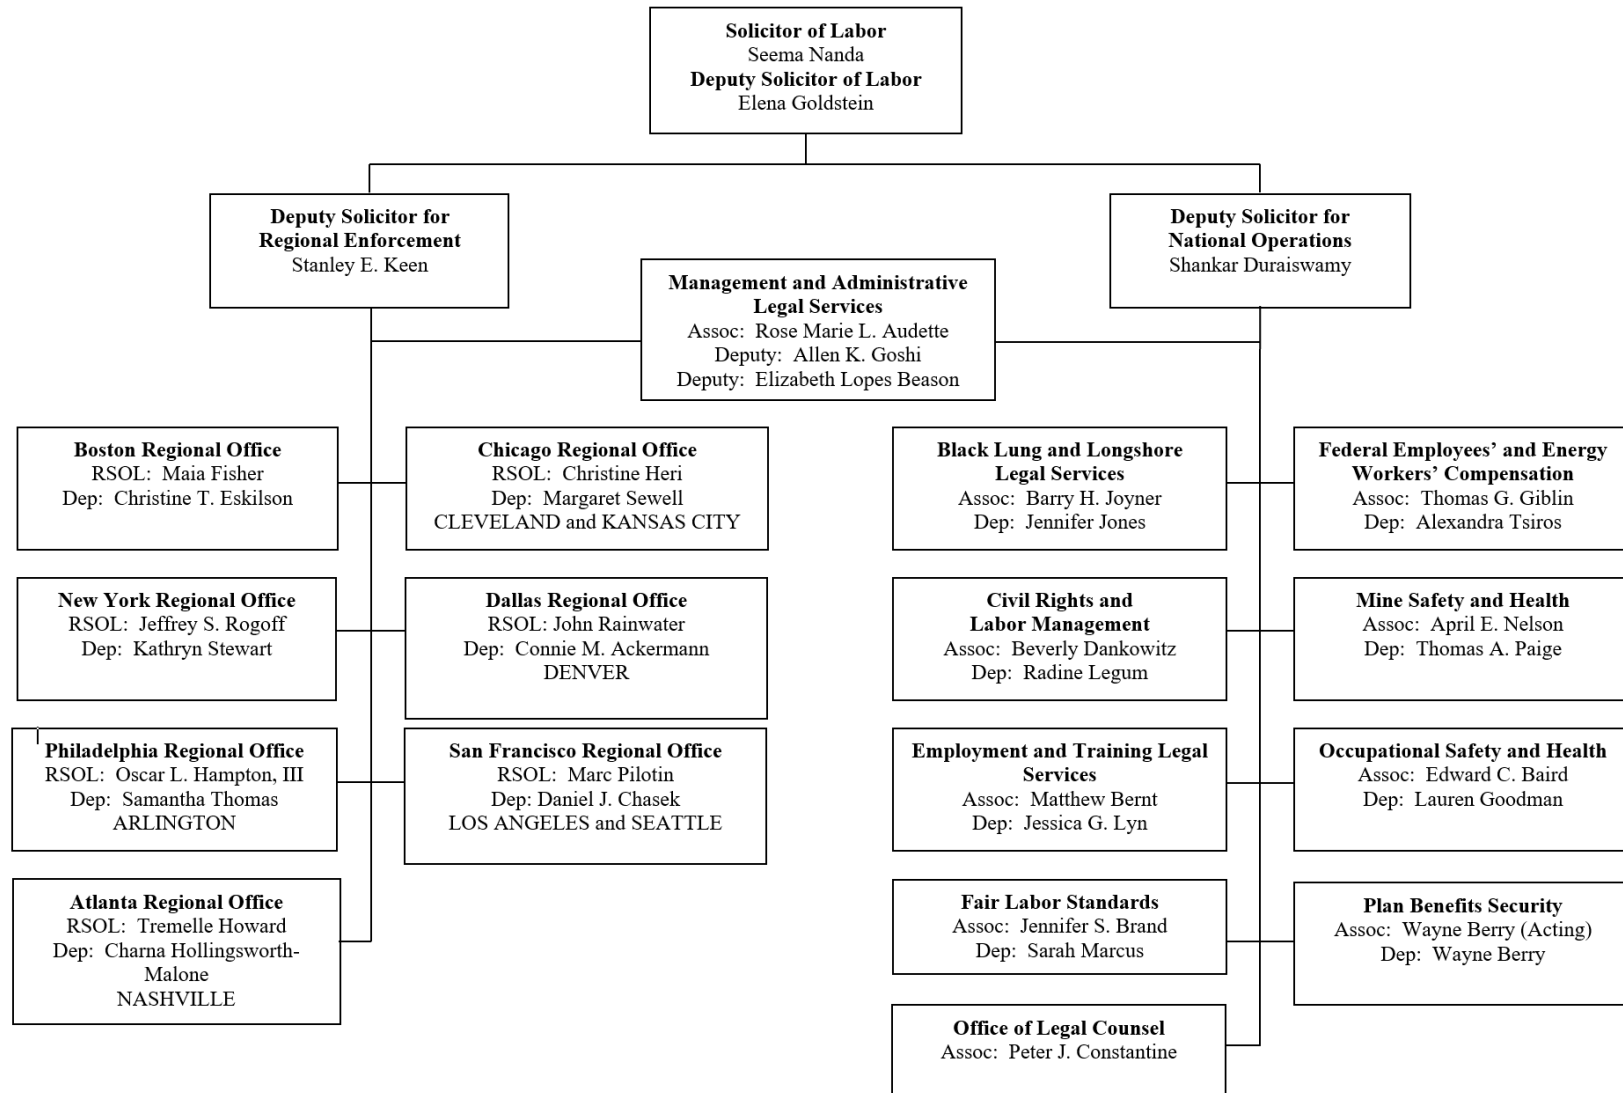 Solicitor of Labor
Seema Nanda
Deputy Solicitor of Labor
Elena Goldstein
Deputy Solicitor for
Regional Enforcement
Stanley E. Keen
Deputy Solicitor for
National Operations
Shankar Duraiswamy
Management and Administrative
Legal Services
Assoc: Rose Marie L. Audette
Deputy: Allen K. Goshi
Deputy: Elizabeth Lopes Beason
Boston Regional Office
RSOL: Maia Fisher
Dep: Christine T. Eskilson
Chicago Regional Office
RSOL: Christine Heri
Dep: Margaret Sewell
CLEVELAND and KANSAS CITY
Black Lung and Longshore
Legal Services
Assoc: Barry H. Joyner
Dep: Jennifer Jones
Federal Employees’ and Energy
Workers’ Compensation
Assoc: Thomas G. Giblin
Dep: Alexandra Tsiros
New York Regional Office
RSOL: Jeffrey S. Rogoff
Dep: Kathryn Stewart
Dallas Regional Office
RSOL: John Rainwater
Dep: Connie M. Ackermann
DENVER
Civil Rights and
Labor Management
Assoc: Beverly Dankowitz
Dep: Radine Legum
Mine Safety and Health
Assoc: April E. Nelson
Dep: Thomas A. Paige
Philadelphia Regional Office
RSOL: Oscar L. Hampton, III
Dep: Samantha Thomas
ARLINGTON
San Francisco Regional Office
RSOL: Marc Pilotin
Dep: Daniel J. Chasek
LOS ANGELES and SEATTLE
Employment and Training Legal
Services
Assoc: Matthew Bernt
Dep: Jessica G. Lyn
Occupational Safety and Health
Assoc: Edward C. Baird
Dep: Lauren Goodman
Atlanta Regional Office
RSOL: Tremelle Howard
Dep: Charna Hollingsworth-
Malone
NASHVILLE
Fair Labor Standards
Assoc: Jennifer S. Brand
Dep: Sarah Marcus
Plan Benefits Security
Assoc: Wayne Berry (Acting)
Dep: Wayne Berry
Office of Legal Counsel
Assoc: Peter J. Constantine